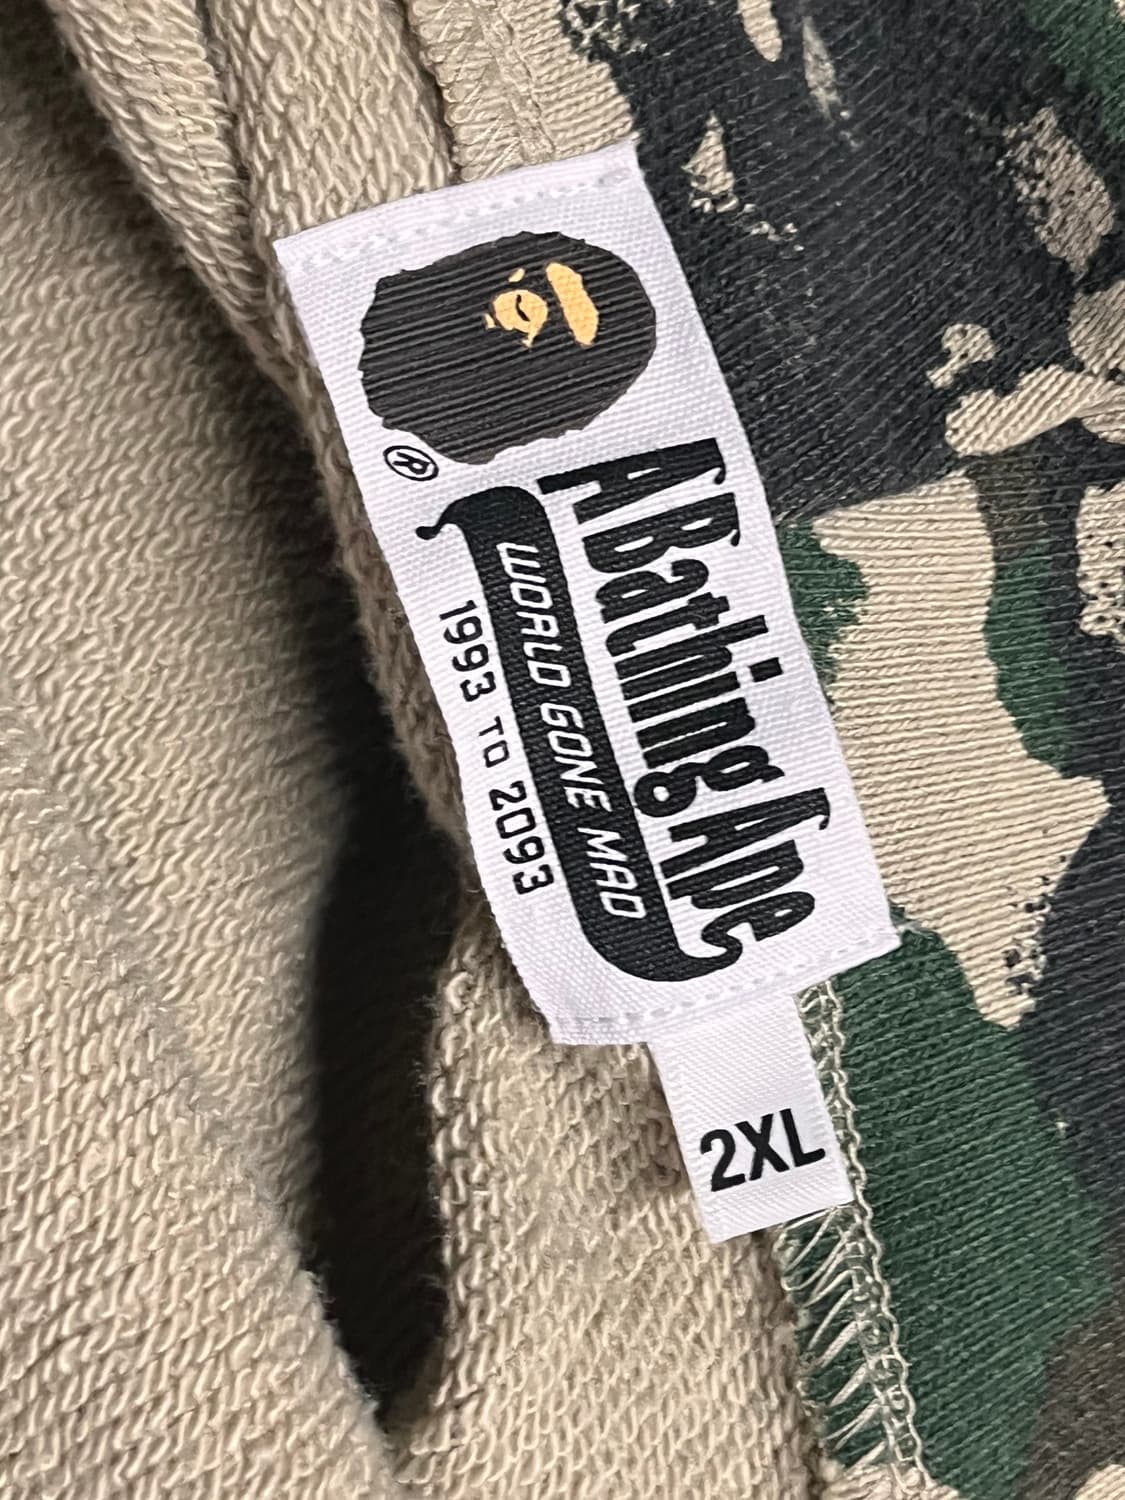 ®
A Bathing Ape
WORLD GONE MAD
1993 TO 2093
2XL